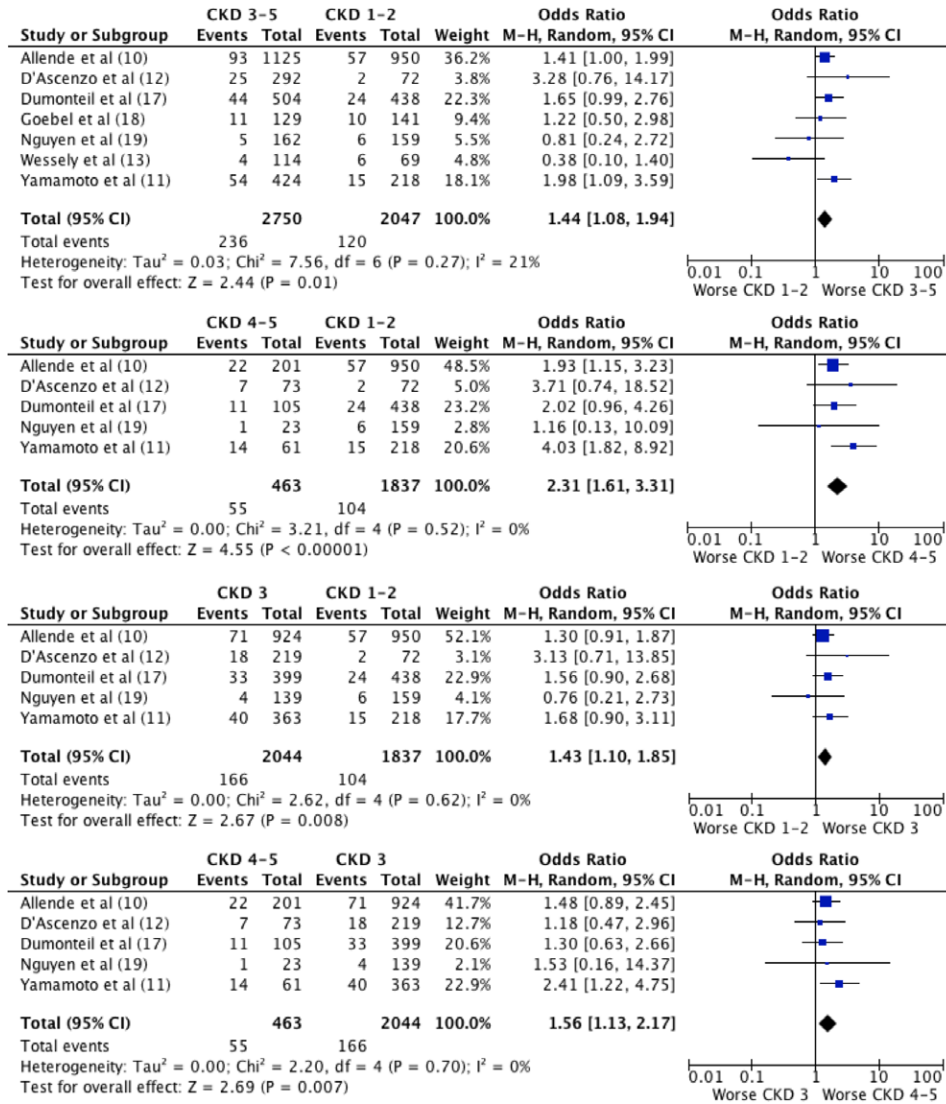 CKD 3-5 CKD 1-2 Odds Ratio Odds Ratio
Study or Subgroup Events Total Events Total Weight M-H, Random, 95% CI M-H, Random, 95% CI
Allende et al (10) 93 1125 57 950 36.2% 1.41 [1.00, 1.99]
D'Ascenzo et al (12) 25 292 2 72 3.8% 3.28 [0.76, 14.17]
Dumonteil et al (17) 44 504 24 438 22.3% 1.65 [0.99, 2.76]
Goebel et al (18) 11 129 10 141 9.4% 1.22 [0.50, 2.98]
Nguyen et al (19) 5 162 6 159 5.5% 0.81 [0.24, 2.72]
Wessely et al (13) 4 114 6 69 4.8% 0.38 [0.10, 1.40]
Yamamoto et al (11) 54 424 15 218 18.1% 1.98 [1.09, 3.59]
Total (95% CI) 2750 2047 100.0% 1.44 [1.08, 1.94]
Total events 236 120
Heterogeneity: Tau² = 0.03; Chi² = 7.56, df = 6 (P = 0.27); I² = 21%
Test for overall effect: Z = 2.44 (P = 0.01)
0.01 0.1 1 10 100
Worse CKD 1-2 Worse CKD 3-5
CKD 4-5 CKD 1-2 Odds Ratio Odds Ratio
Study or Subgroup Events Total Events Total Weight M-H, Random, 95% CI M-H, Random, 95% CI
Allende et al (10) 22 201 57 950 48.5% 1.93 [1.15, 3.23]
D'Ascenzo et al (12) 7 73 2 72 5.0% 3.71 [0.74, 18.52]
Dumonteil et al (17) 11 105 24 438 23.2% 2.02 [0.96, 4.26]
Nguyen et al (19) 1 23 6 159 2.8% 1.16 [0.13, 10.09]
Yamamoto et al (11) 14 61 15 218 20.6% 4.03 [1.82, 8.92]
Total (95% CI) 463 1837 100.0% 2.31 [1.61, 3.31]
Total events 55 104
Heterogeneity: Tau² = 0.00; Chi² = 3.21, df = 4 (P = 0.52); I² = 0%
Test for overall effect: Z = 4.55 (P < 0.00001)
0.01 0.1 1 10 100
Worse CKD 1-2 Worse CKD 4-5
CKD 3 CKD 1-2 Odds Ratio Odds Ratio
Study or Subgroup Events Total Events Total Weight M-H, Random, 95% CI M-H, Random, 95% CI
Allende et al (10) 71 924 57 950 52.1% 1.30 [0.91, 1.87]
D'Ascenzo et al (12) 18 219 2 72 3.1% 3.13 [0.71, 13.85]
Dumonteil et al (17) 33 399 24 438 22.9% 1.56 [0.90, 2.68]
Nguyen et al (19) 4 139 6 159 4.1% 0.76 [0.21, 2.73]
Yamamoto et al (11) 40 363 15 218 17.7% 1.68 [0.90, 3.11]
Total (95% CI) 2044 1837 100.0% 1.43 [1.10, 1.85]
Total events 166 104
Heterogeneity: Tau² = 0.00; Chi² = 2.62, df = 4 (P = 0.62); I² = 0%
Test for overall effect: Z = 2.67 (P = 0.008)
0.01 0.1 1 10 100
Worse CKD 1-2 Worse CKD 3
CKD 4-5 CKD 3 Odds Ratio Odds Ratio
Study or Subgroup Events Total Events Total Weight M-H, Random, 95% CI M-H, Random, 95% CI
Allende et al (10) 22 201 71 924 41.7% 1.48 [0.89, 2.45]
D'Ascenzo et al (12) 7 73 18 219 12.7% 1.18 [0.47, 2.96]
Dumonteil et al (17) 11 105 33 399 20.6% 1.30 [0.63, 2.66]
Nguyen et al (19) 1 23 4 139 2.1% 1.53 [0.16, 14.37]
Yamamoto et al (11) 14 61 40 363 22.9% 2.41 [1.22, 4.75]
Total (95% CI) 463 2044 100.0% 1.56 [1.13, 2.17]
Total events 55 166
Heterogeneity: Tau² = 0.00; Chi² = 2.20, df = 4 (P = 0.70); I² = 0%
Test for overall effect: Z = 2.69 (P = 0.007)
0.01 0.1 1 10 100
Worse CKD 3 Worse CKD 4-5